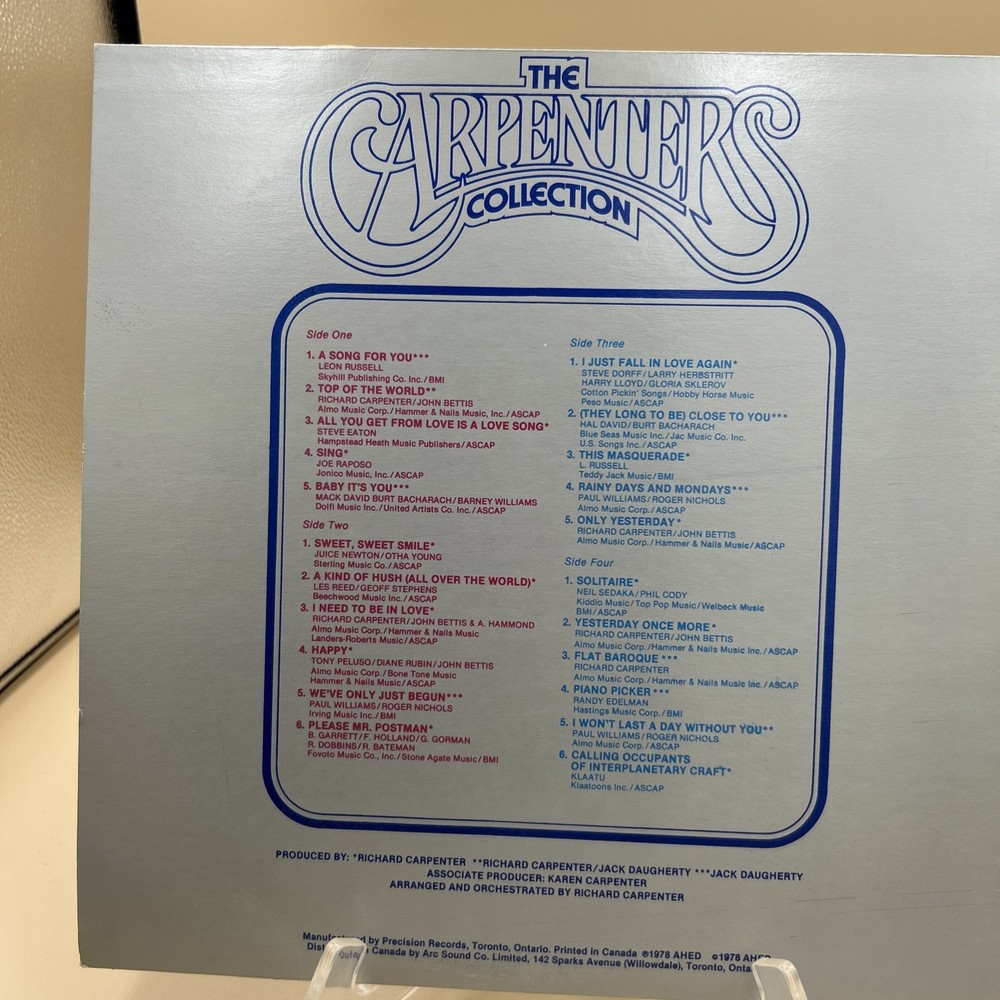 THE
CARPENTERS
COLLECTION
Side One
1. A SONG FOR YOU***
LEON RUSSELL
Skyhill Publishing Co. Inc./BMI
2. TOP OF THE WORLD**
RICHARD CARPENTER/JOHN BETTIS
Almo Music Corp./Hammer & Nails Music, Inc./ASCAP
3. ALL YOU GET FROM LOVE IS A LOVE SONG*
STEVE EATON
Hampstead Heath Music Publishers/ASCAP
4. SING*
JOE RAPOSO
Jonico Music, Inc./ASCAP
5. BABY IT'S YOU***
MACK DAVID BURT BACHARACH/BARNEY WILLIAMS
Dolfi Music Inc./United Artists Co. Inc./ASCAP
Side Two
1. SWEET, SWEET SMILE*
JUICE NEWTON/OTHA YOUNG
Sterling Music Co./ASCAP
2. A KIND OF HUSH (ALL OVER THE WORLD)*
LES REED/GEOFF STEPHENS
Beechwood Music Inc./ASCAP
3. I NEED TO BE IN LOVE*
RICHARD CARPENTER/JOHN BETTIS & A. HAMMOND
Almo Music Corp./Hammer & Nails Music
Landers-Roberts Music/ASCAP
4. HAPPY*
TONY PELUSO/DIANE RUBIN/JOHN BETTIS
Almo Music Corp./Bone Tone Music
Hammer & Nails Music/ASCAP
5. WE'VE ONLY JUST BEGUN***
PAUL WILLIAMS/ROGER NICHOLS
Irving Music Inc./BMI
6. PLEASE MR. POSTMAN*
B. GARRETT/F. HOLLAND/G. GORMAN
R. DOBBINS/R. BATEMAN
Fovoto Music Co., Inc./Stone Agate Music/BMI
Side Three
1. I JUST FALL IN LOVE AGAIN*
STEVE DORFF/LARRY HERBSTRITT
HARRY LLOYD/GLORIA SKLEROV
Cotton Pickin' Songs/Hobby Horse Music
Peso Music/ASCAP
2. (THEY LONG TO BE) CLOSE TO YOU***
HAL DAVID/BURT BACHARACH
Blue Seas Music Inc./Jac Music Co. Inc.
U.S. Songs Inc./ASCAP
3. THIS MASQUERADE*
L. RUSSELL
Teddy Jack Music/BMI
4. RAINY DAYS AND MONDAYS***
PAUL WILLIAMS/ROGER NICHOLS
Almo Music Corp./ASCAP
5. ONLY YESTERDAY*
RICHARD CARPENTER/JOHN BETTIS
Almo Music Corp./Hammer & Nails Music/ASCAP
Side Four
1. SOLITAIRE*
NEIL SEDAKA/PHIL CODY
Kiddio Music/Top Pop Music/Welbeck Music
BMI/ASCAP
2. YESTERDAY ONCE MORE*
RICHARD CARPENTER/JOHN BETTIS
Almo Music Corp./Hammer & Nails Music Inc./ASCAP
3. FLAT BAROQUE ***
RICHARD CARPENTER
Almo Music Corp./Hammer & Nails Music Inc./ASCAP
4. PIANO PICKER***
RANDY EDELMAN
Hastings Music Corp./BMI
5. I WON'T LAST A DAY WITHOUT YOU**
PAUL WILLIAMS/ROGER NICHOLS
Almo Music Corp./ASCAP
6. CALLING OCCUPANTS
OF INTERPLANETARY CRAFT*
KLAATU
Klaatoons Inc./ASCAP
PRODUCED BY: *RICHARD CARPENTER **RICHARD CARPENTER/JACK DAUGHERTY ***JACK DAUGHERTY
ASSOCIATE PRODUCER: KAREN CARPENTER
ARRANGED AND ORCHESTRATED BY RICHARD CARPENTER
Manufactured by Precision Records, Toronto, Ontario. Printed in Canada ℗1978 AHED ©1978 AHED
Canada by Arc Sound Co. Limited, 142 Sparks Avenue (Willowdale), Toronto,